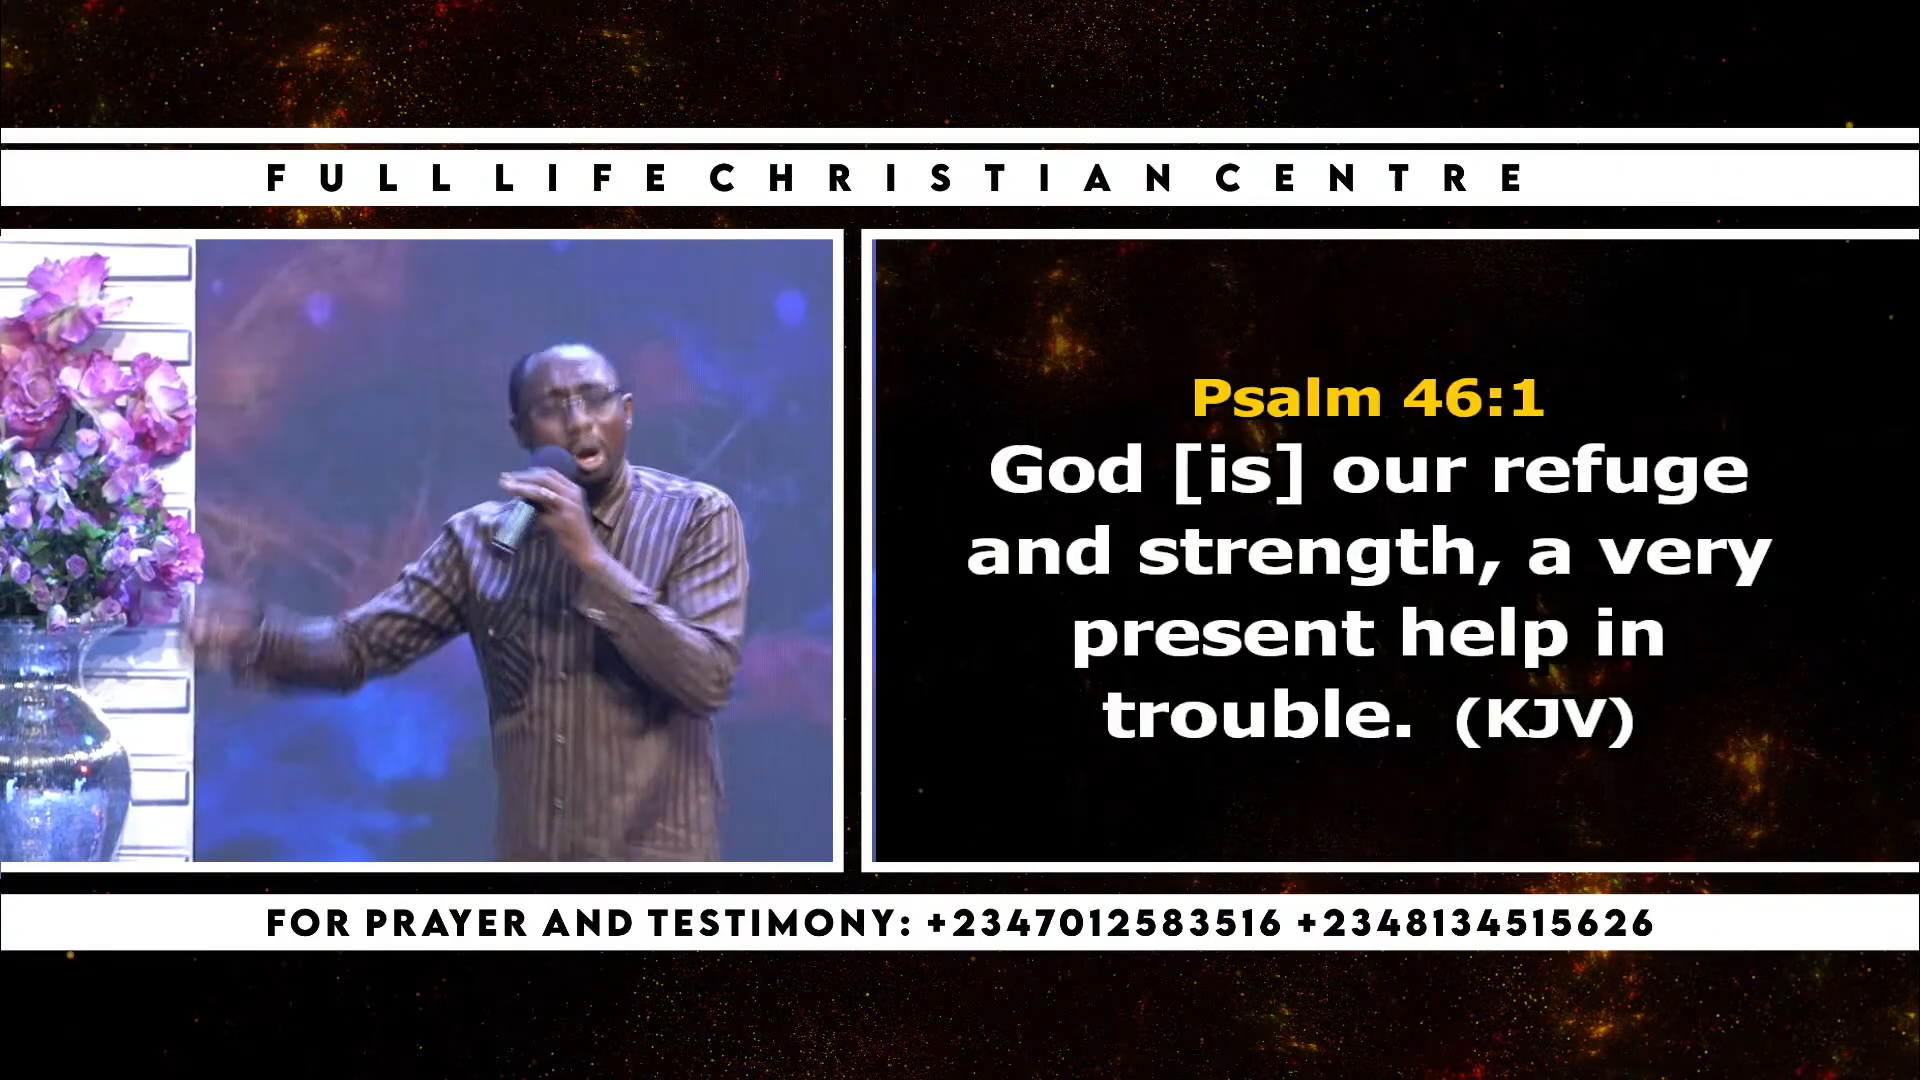 FULL LIFE CHRISTIAN CENTRE
Psalm 46:1
God [is] our refuge
and strength, a very
present help in
trouble. (KJV)
FOR PRAYER AND TESTIMONY: +2347012583516 +2348134515626